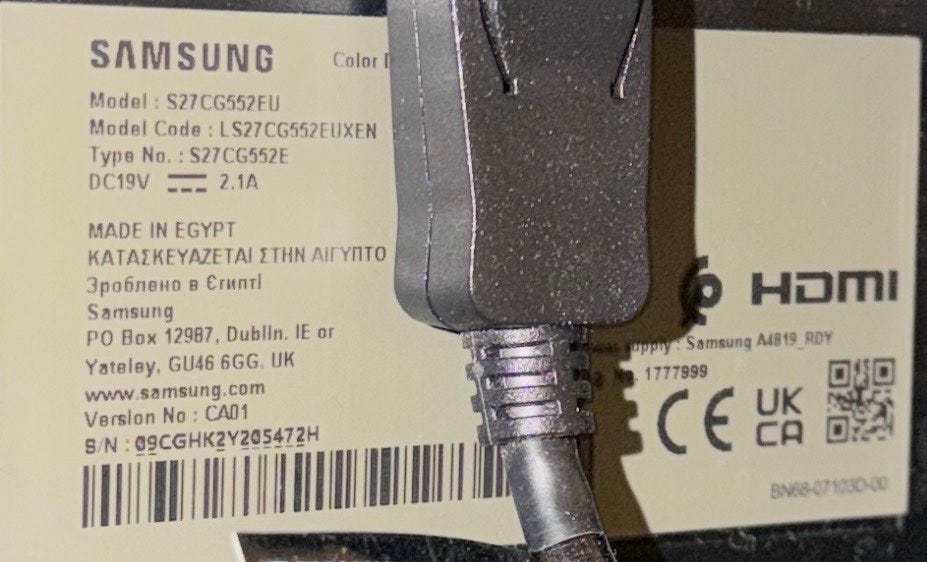 SAMSUNG
Color
Model : S27CG552EU
Model Code : LS27CG552EUXEN
Type No. : S27CG552E
DC19V 2.1A
MADE IN EGYPT
ΚΑΤΑΣΚΕΥΑΖΕΤΑΙ ΣΤΗΝ ΑΙΓΥΠΤΟ
Зроблено в Єгипті
Samsung
PO Box 12987, Dublin. IE or
Yateley, GU46 6GG. UK
www.samsung.com
Version No : CA01
S/N : 09CGHK2Y205472H
HDMI
upply : Samsung A4819_RDY
1777999
CE
UK
CA
BN68-07103D-00